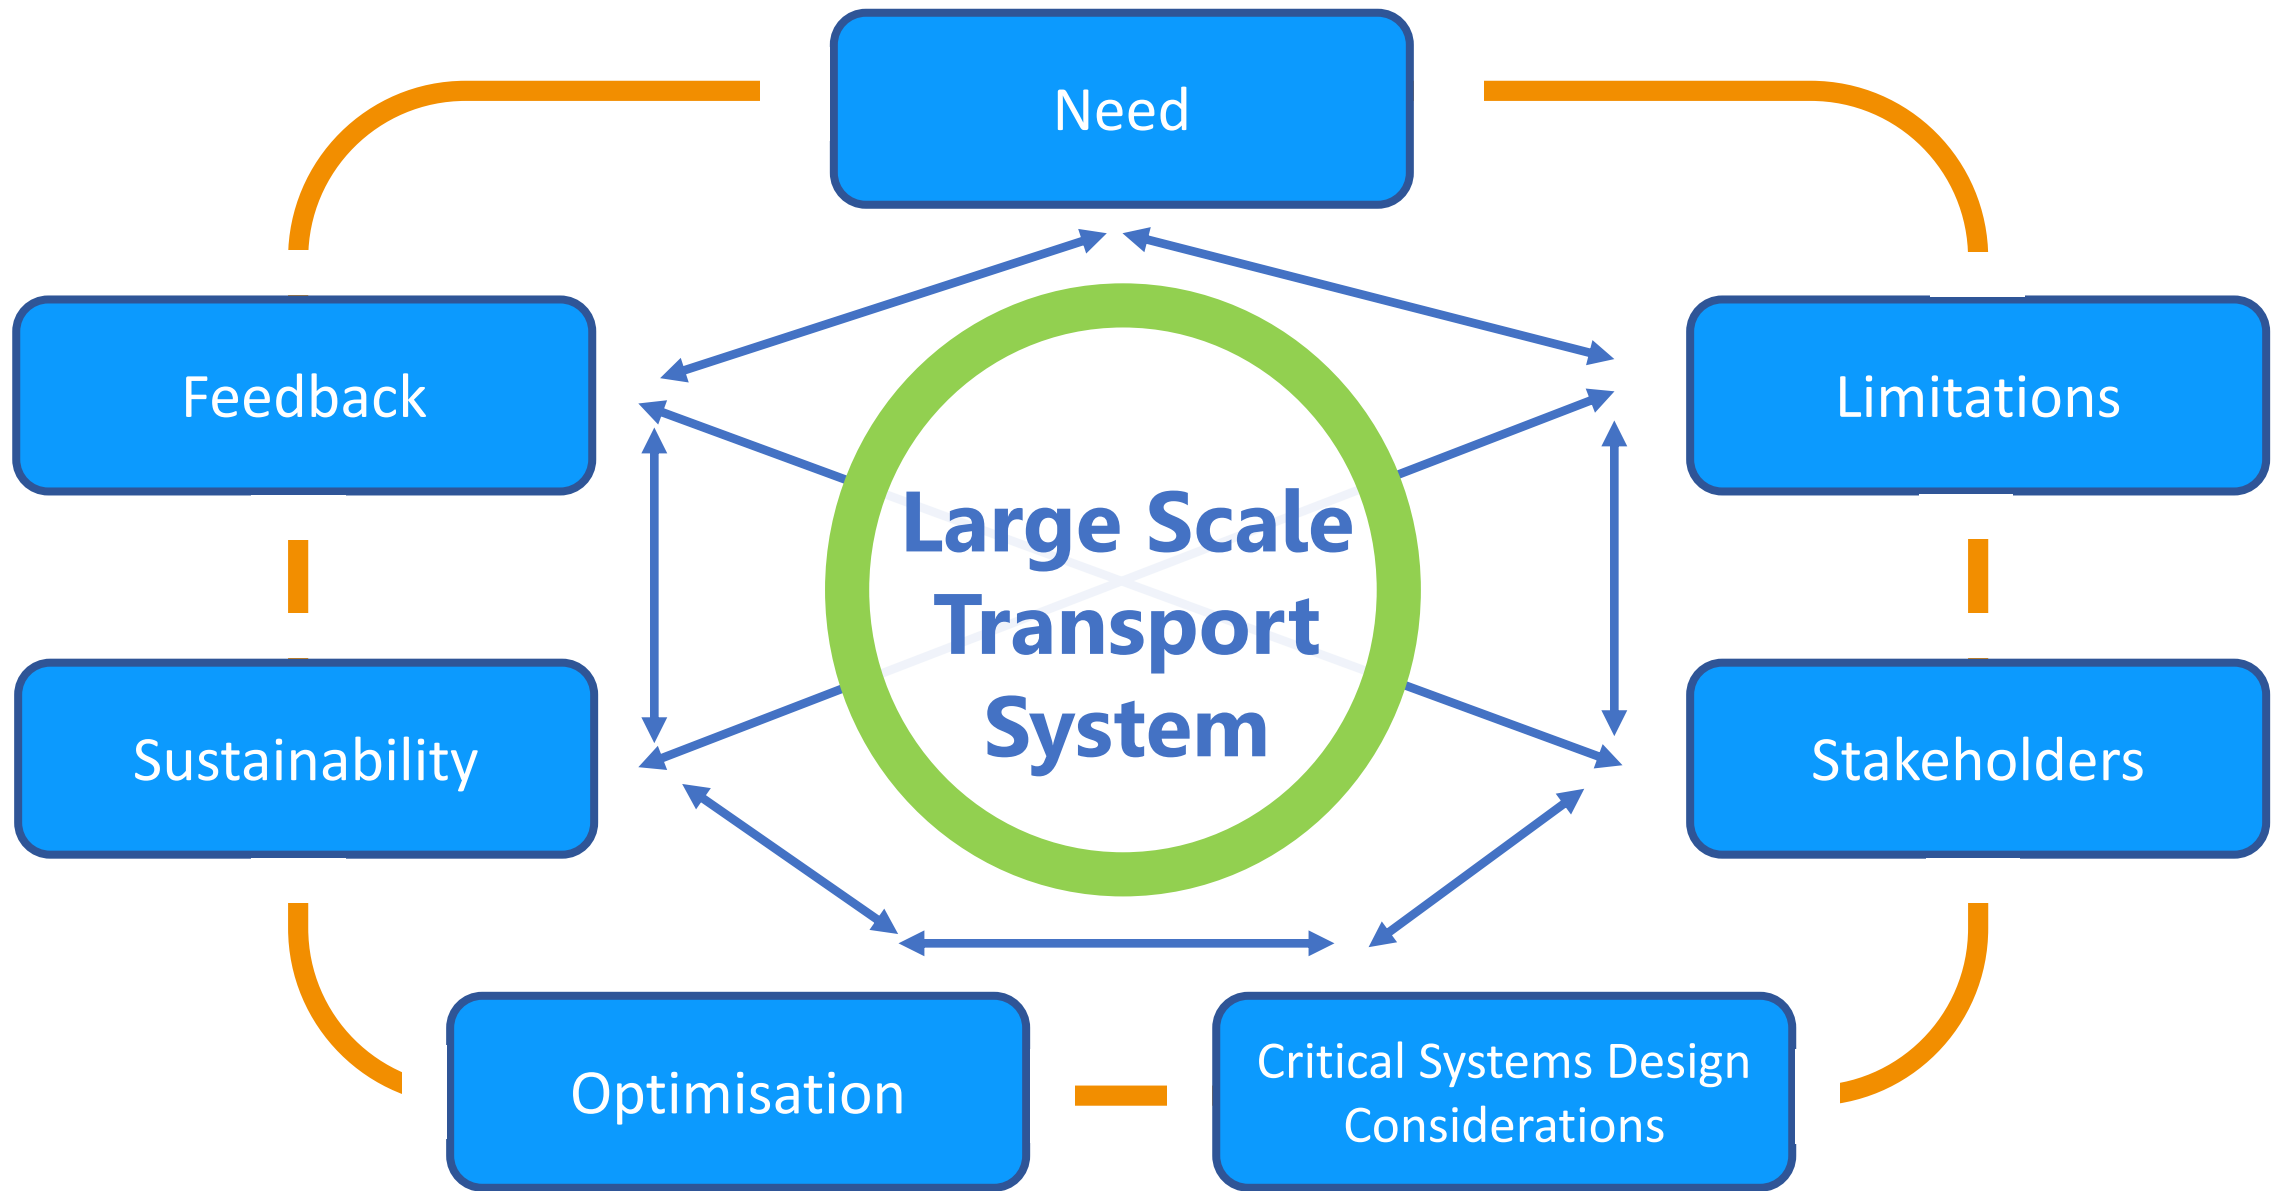 Need
Feedback
Limitations
Large Scale
Transport
System
Sustainability
Stakeholders
Optimisation
Critical Systems Design
Considerations